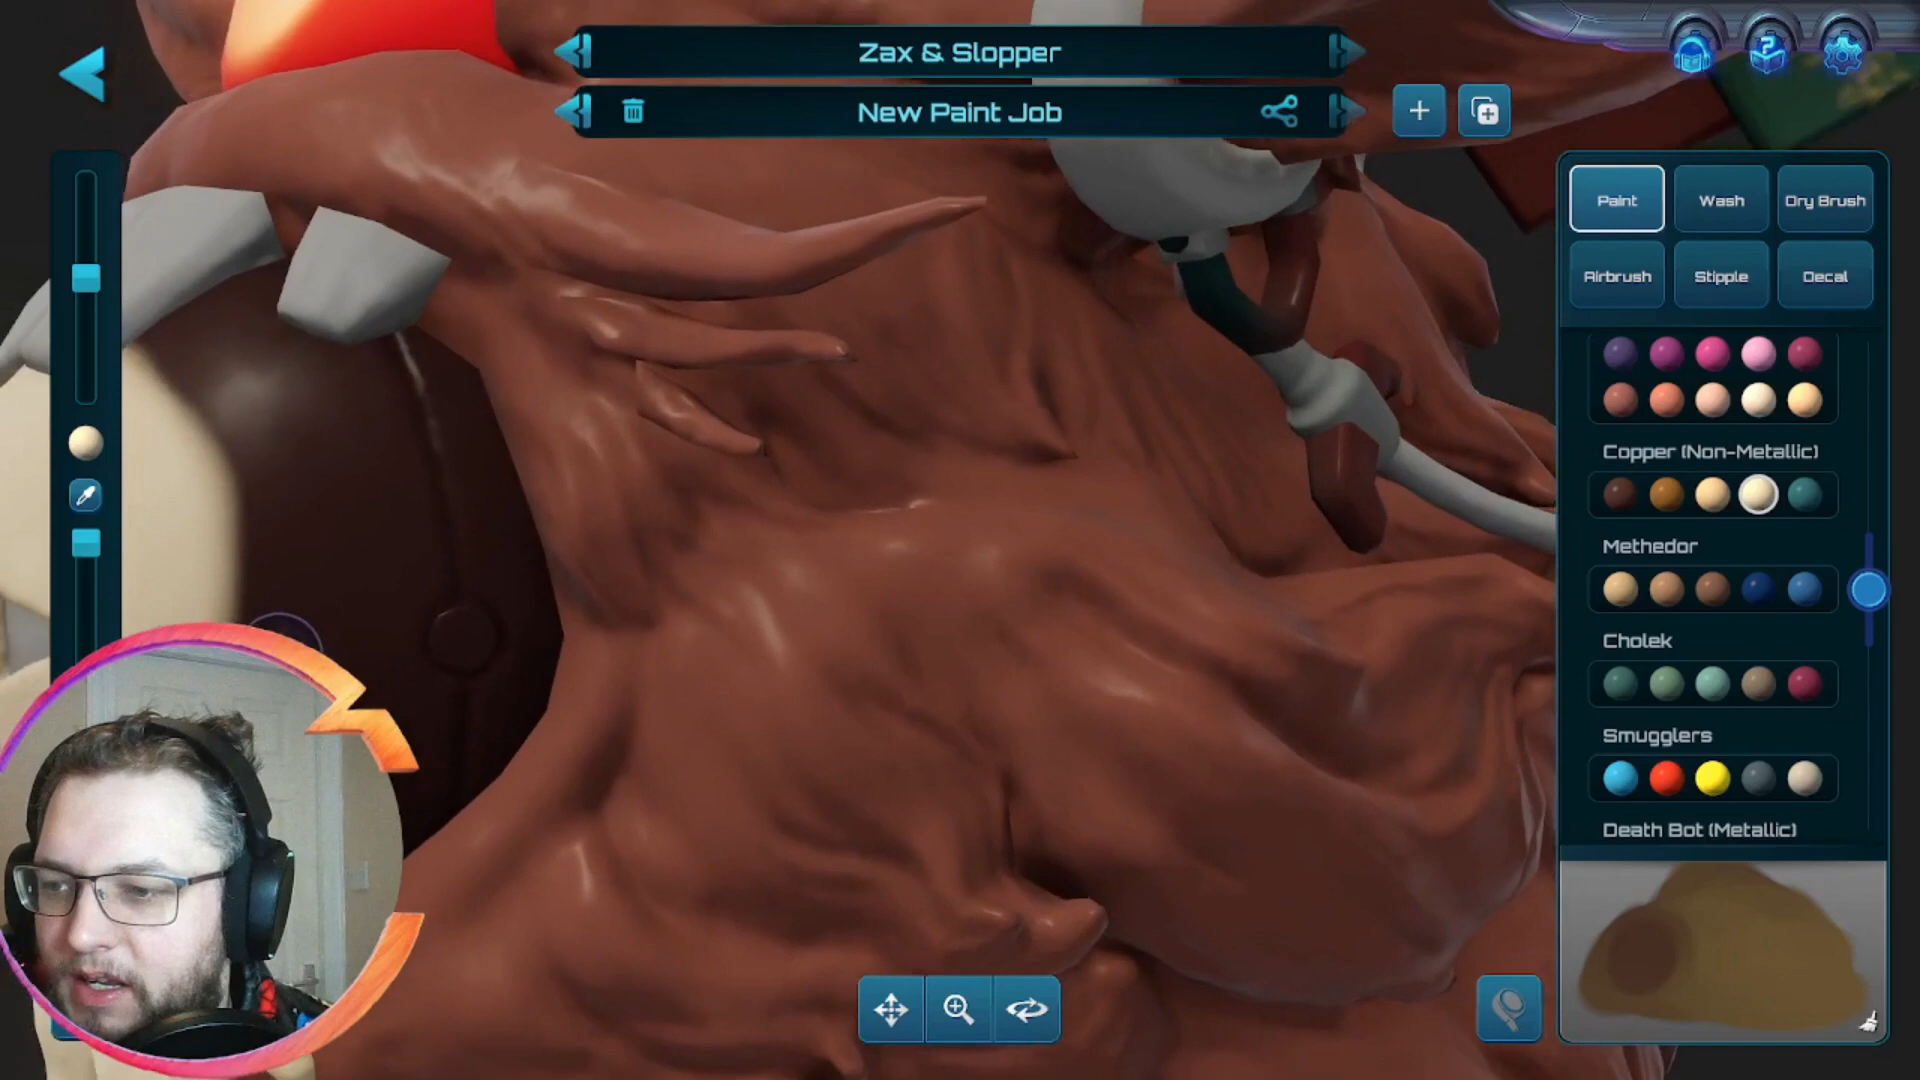 Zax & Slopper
New Paint Job
Paint
Wash
Dry Brush
Airbrush
Stipple
Decal
Copper (Non-Metallic)
Methedor
Cholek
Smugglers
Death Bot (Metallic)